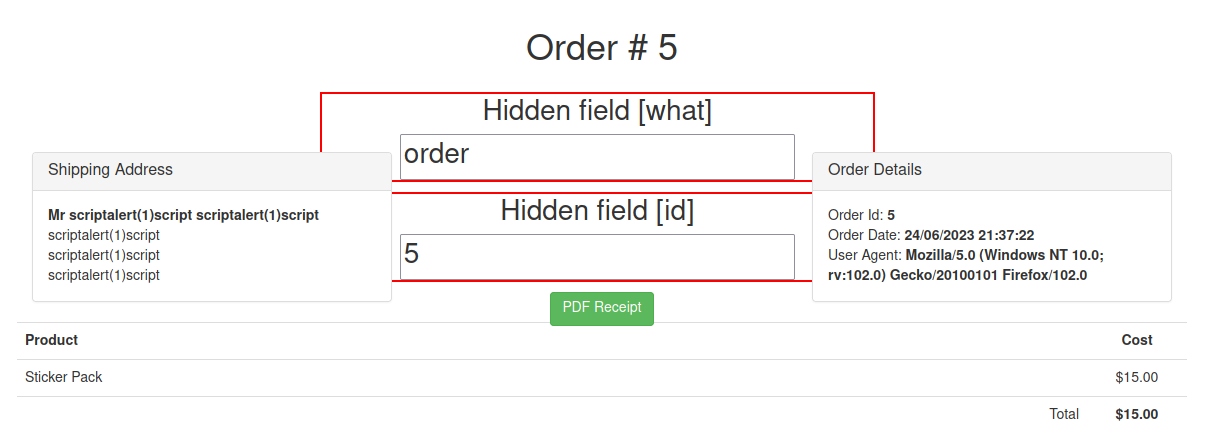 Order # 5
Hidden field [what]
order
Shipping Address
Mr scriptalert(1)script scriptalert(1)script
scriptalert(1)script
scriptalert(1)script
scriptalert(1)script
Hidden field [id]
5
Order Details
Order Id: 5
Order Date: 24/06/2023 21:37:22
User Agent: Mozilla/5.0 (Windows NT 10.0;
rv:102.0) Gecko/20100101 Firefox/102.0
PDF Receipt
Product Cost
Sticker Pack $15.00
Total $15.00